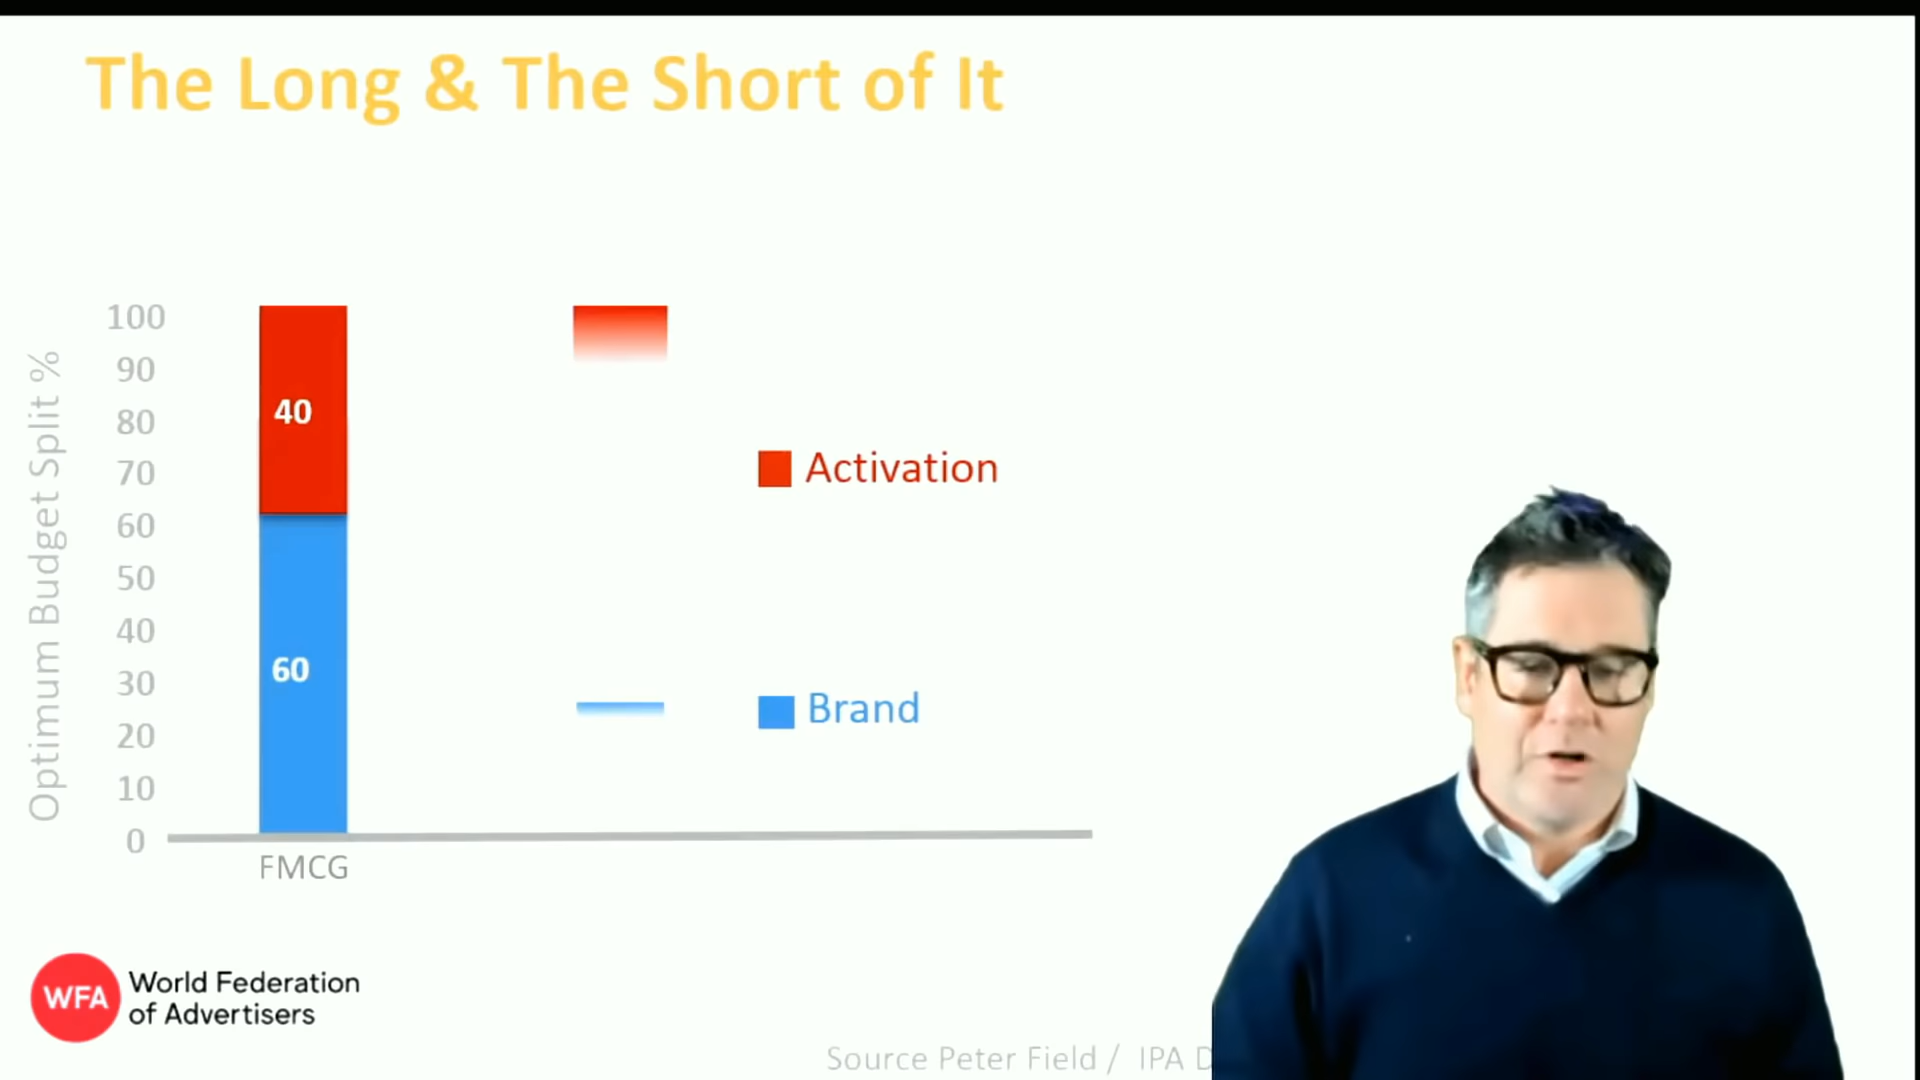 The Long & The Short of It
Optimum Budget Split %
100
90
80
70
60
50
40
30
20
10
0
40
60
FMCG
Activation
Brand
WFA
World Federation
of Advertisers
Source Peter Field / IPA D